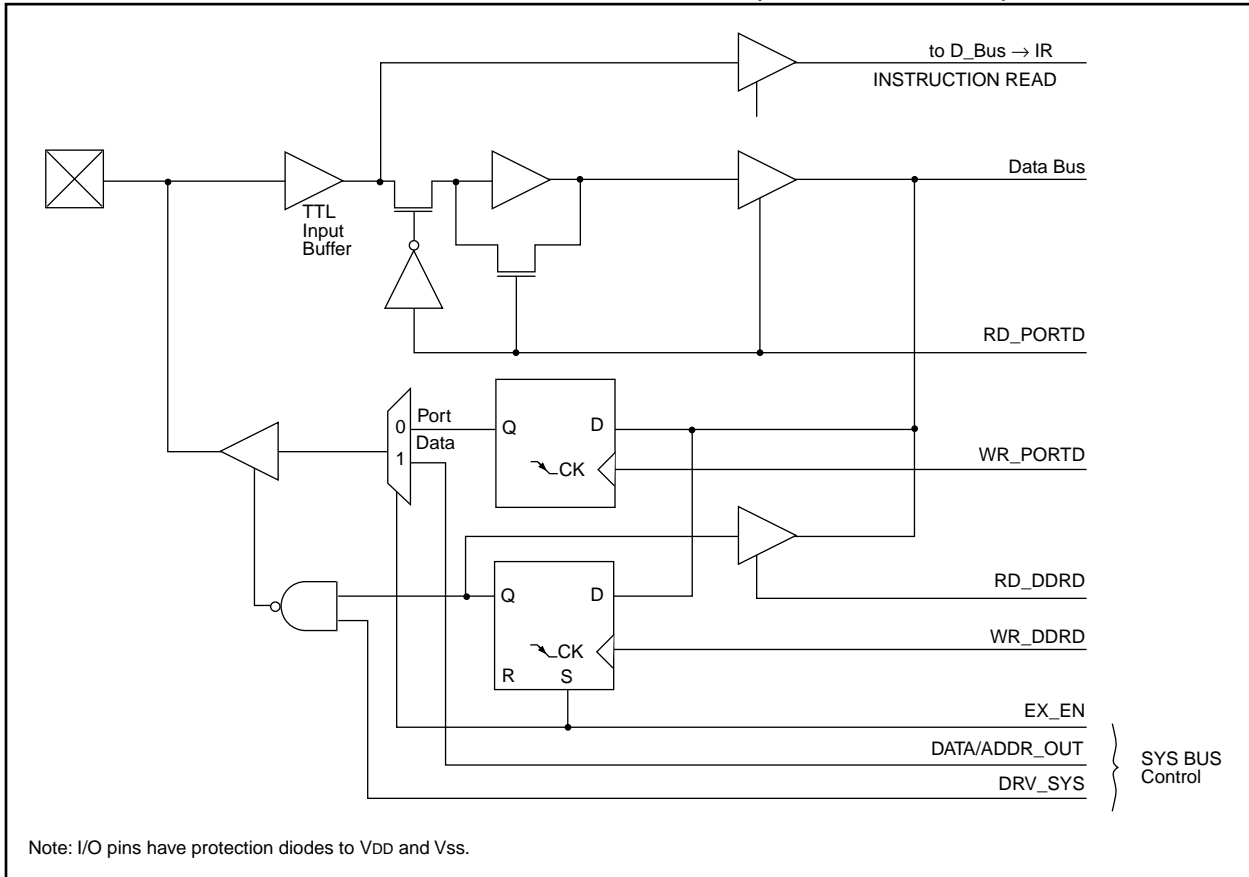 to D_Bus → IR
INSTRUCTION READ
Data Bus
TTL
Input
Buffer
RD_PORTD
0
Port
Q
D
Data
1
CK
WR_PORTD
RD_DDRD
Q
D
WR_DDRD
CK
R
S
EX_EN
DATA/ADDR_OUT
SYS BUS
Control
DRV_SYS
Note: I/O pins have protection diodes to VDD and Vss.